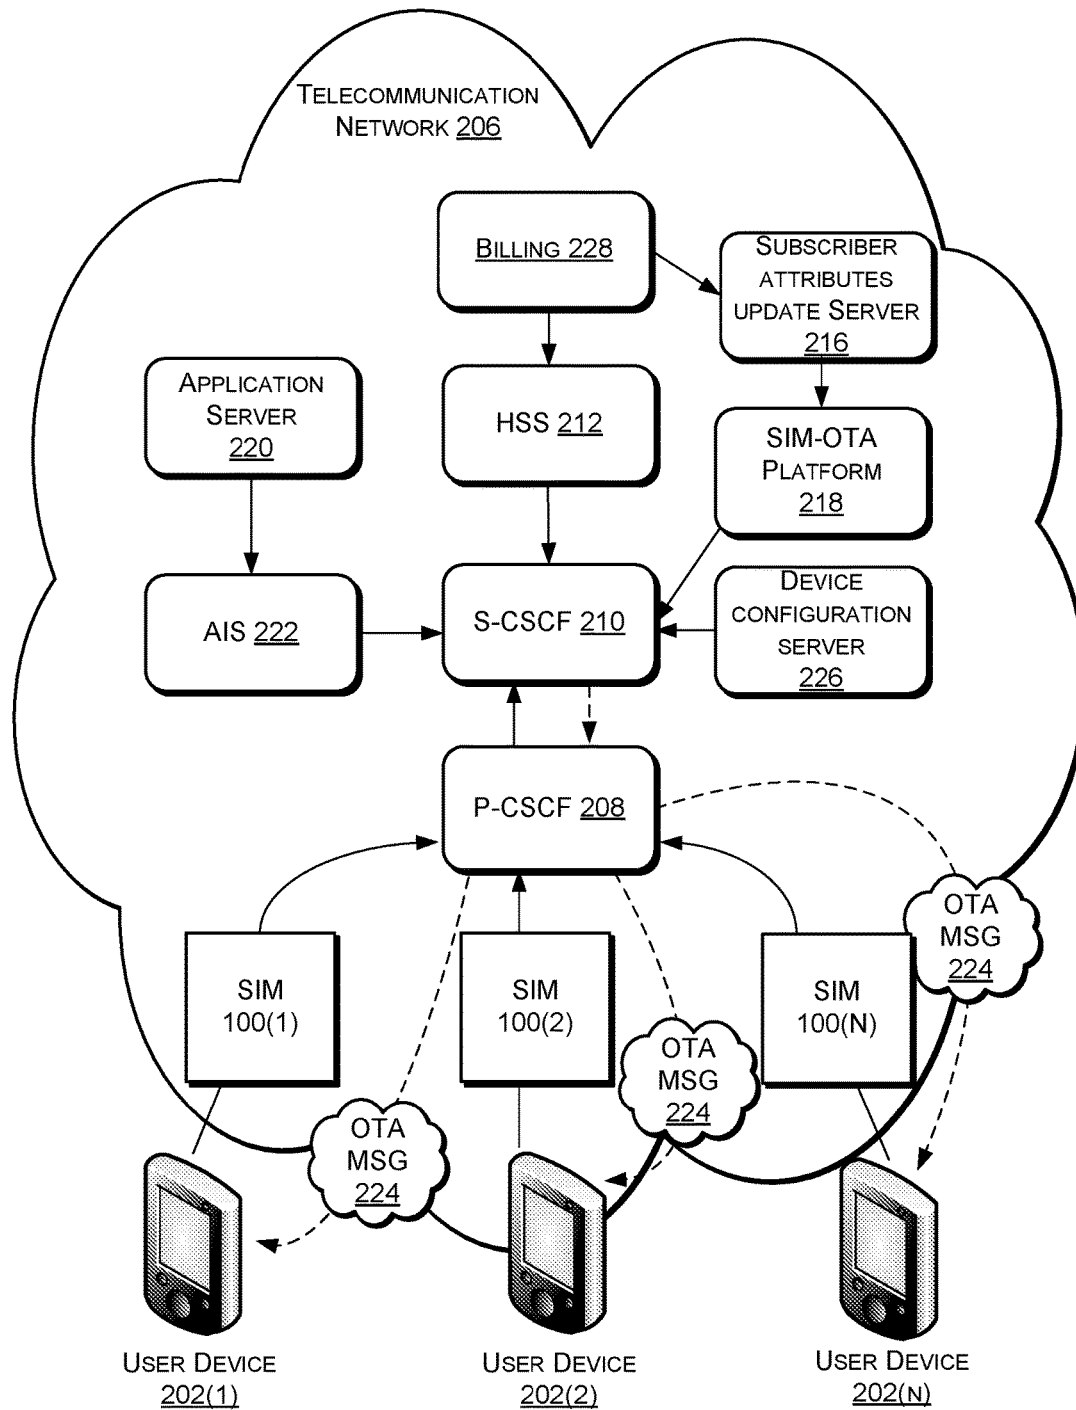 TELECOMMUNICATION
NETWORK 206
BILLING 228
SUBSCRIBER
ATTRIBUTES
UPDATE SERVER
216
APPLICATION
SERVER
220
HSS 212
SIM-OTA
PLATFORM
218
AIS 222
S-CSCF 210
DEVICE
CONFIGURATION
SERVER
226
P-CSCF 208
OTA
MSG
224
SIM
100(1)
SIM
100(2)
SIM
100(N)
OTA
MSG
224
OTA
MSG
224
USER DEVICE
202(1)
USER DEVICE
202(2)
USER DEVICE
202(N)